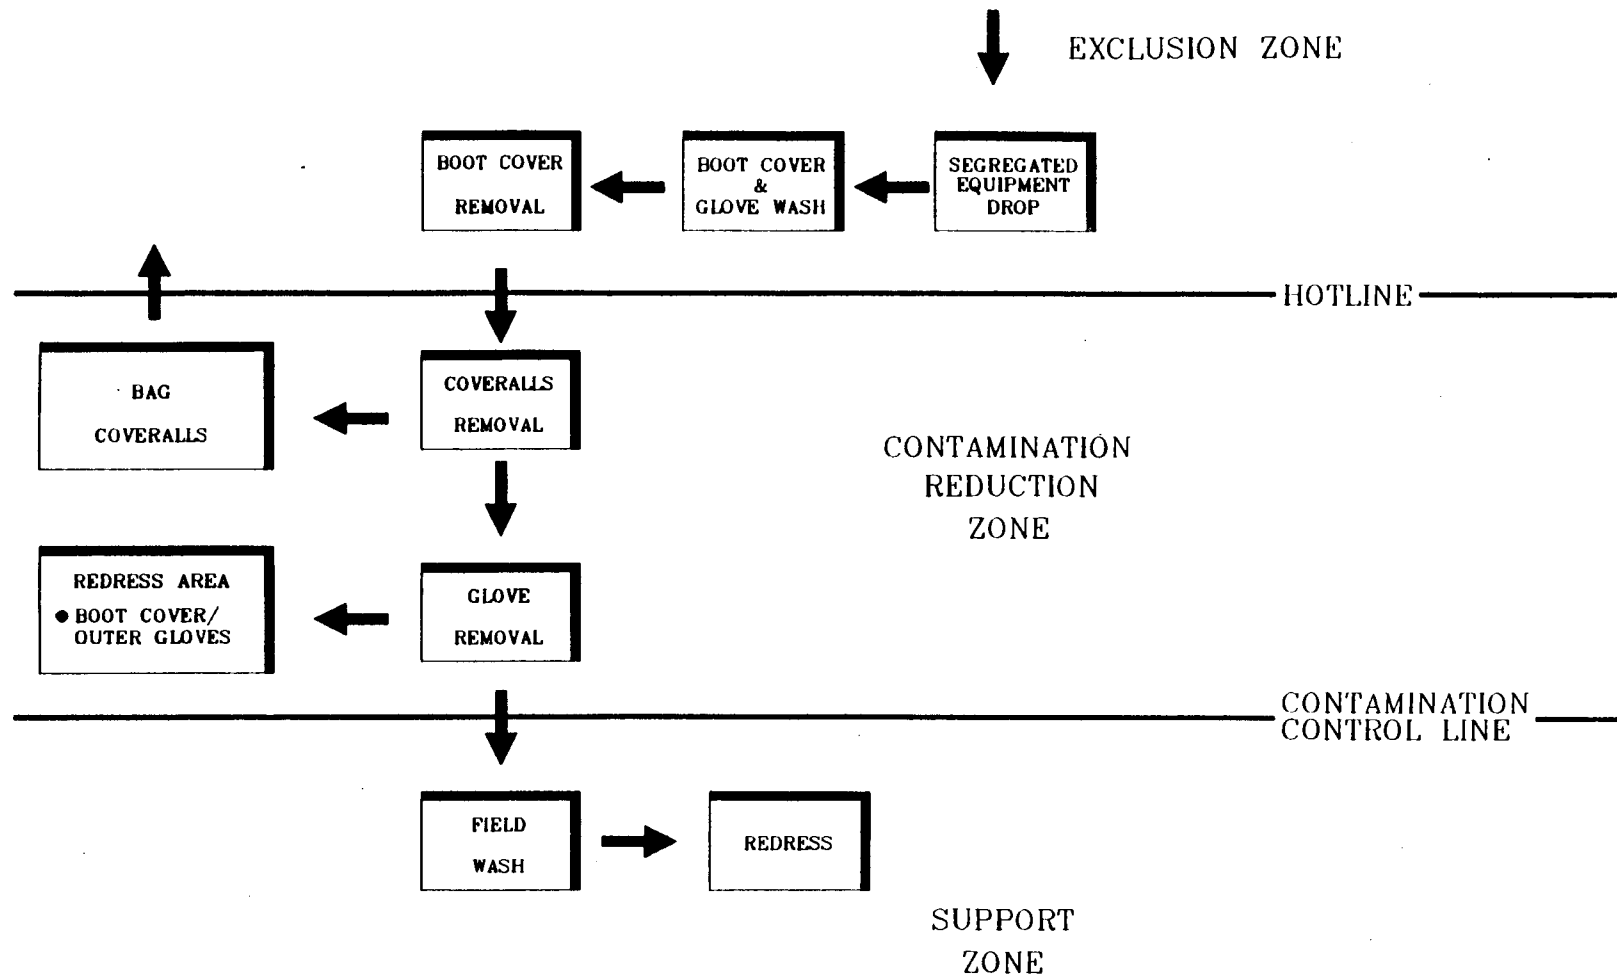 EXCLUSION ZONE
BOOT COVER
REMOVAL
BOOT COVER
&
GLOVE WASH
SEGREGATED
EQUIPMENT
DROP
HOTLINE
BAG
COVERALLS
COVERALLS
REMOVAL
CONTAMINATION
REDUCTION
ZONE
REDRESS AREA
● BOOT COVER/
OUTER GLOVES
GLOVE
REMOVAL
CONTAMINATION
CONTROL LINE
FIELD
WASH
REDRESS
SUPPORT
ZONE